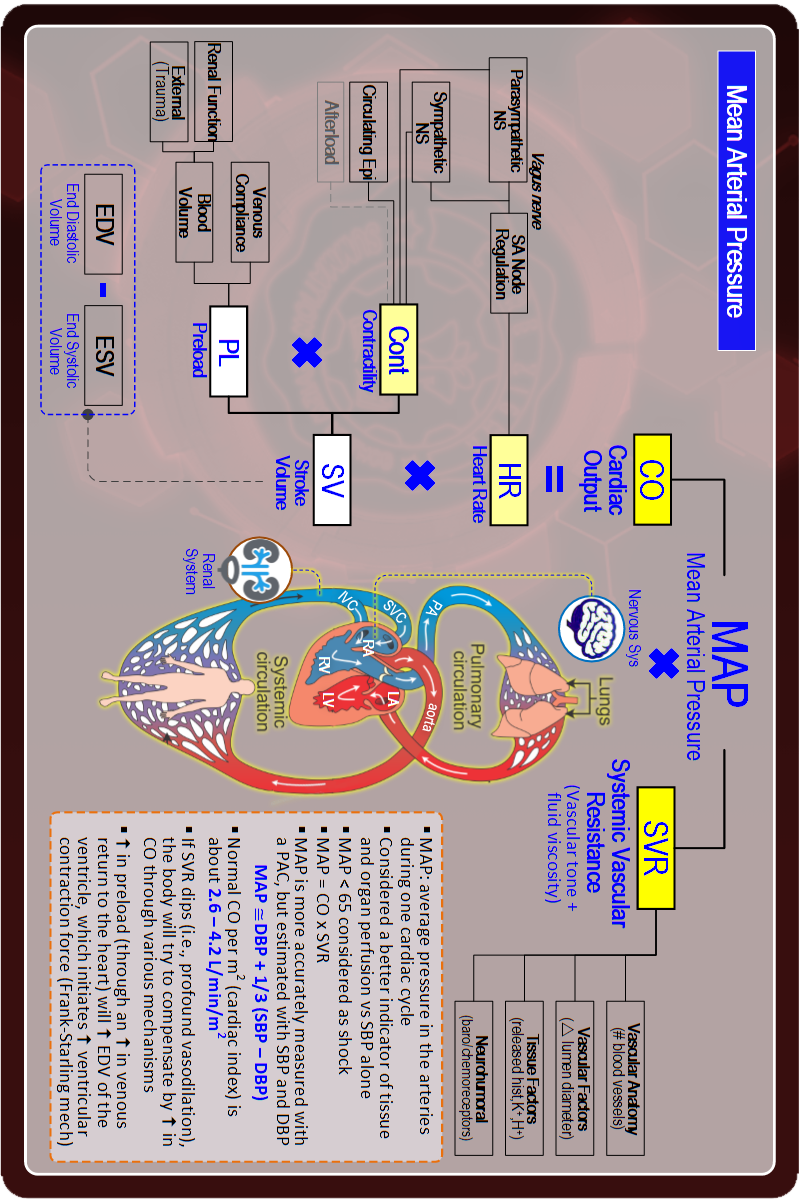 Mean Arterial Pressure
MAP
Mean Arterial Pressure
CO
Cardiac
Output
×
SVR
Systemic Vascular
Resistance
(Vascular tone +
fluid viscosity)
=
HR
Heart Rate
×
SV
Stroke
Volume
Parasympathetic
NS
Vagus nerve
Sympathetic
NS
SA Node
Regulation
Circulating Epi
Afterload
Cont
Contractility
×
PL
Preload
Renal Function
External
(Trauma)
Venous
Compliance
Blood
Volume
EDV
End Diastolic
Volume
-
ESV
End Systolic
Volume
Vascular Anatomy
(# blood vessels)
Vascular Factors
(△ lumen diameter)
Tissue Factors
(released hist,K⁺,H⁺)
Neurohumoral
(baro/chemoreceptors)
Nervous Sys
Lungs
Pulmonary
circulation
PA
SVC
IVC
RA
RV
LA
LV
aorta
Systemic
circulation
Renal
System
▪ MAP: average pressure in the arteries
during one cardiac cycle
▪ Considered a better indicator of tissue
and organ perfusion vs SBP alone
▪ MAP < 65 considered as shock
▪ MAP = CO x SVR
▪ MAP is more accurately measured with
a PAC, but estimated with SBP and DBP
MAP ≅ DBP + 1/3 (SBP – DBP)
▪ Normal CO per m² (cardiac index) is
about 2.6 – 4.2 L/min/m²
▪ If SVR dips (i.e., profound vasodilation),
the body will try to compensate by ↑ in
CO through various mechanisms
▪ ↑ in preload (through an ↑ in venous
return to the heart) will ↑ EDV of the
ventricle, which initiates ↑ ventricular
contraction force (Frank-Starling mech)